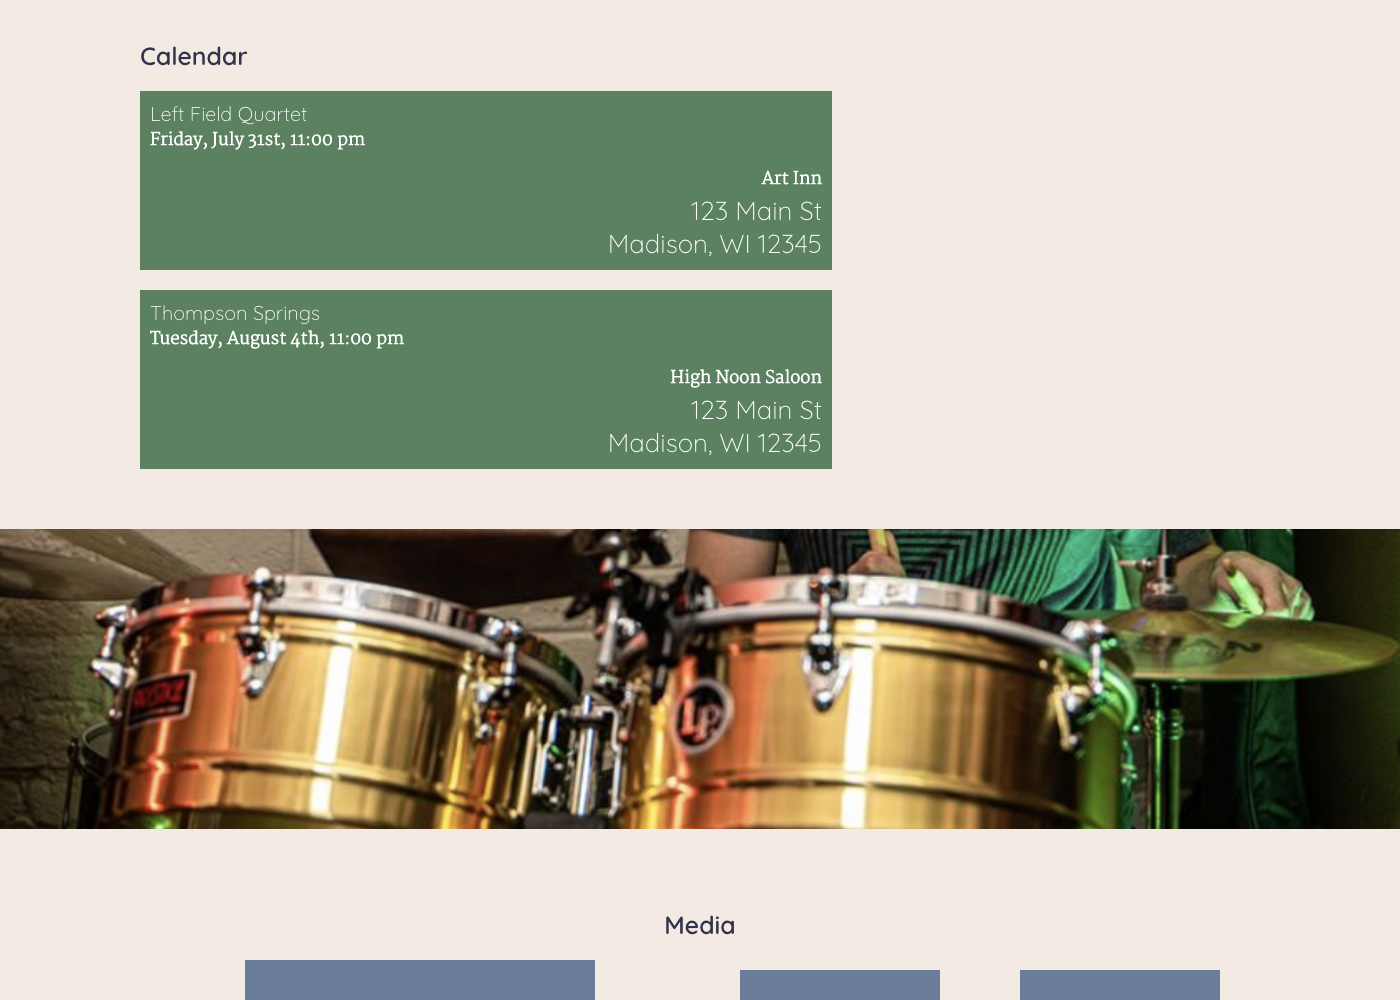 Calendar
Left Field Quartet
Friday, July 31st, 11:00 pm
Art Inn
123 Main St
Madison, WI 12345
Thompson Springs
Tuesday, August 4th, 11:00 pm
High Noon Saloon
123 Main St
Madison, WI 12345
LP
Media